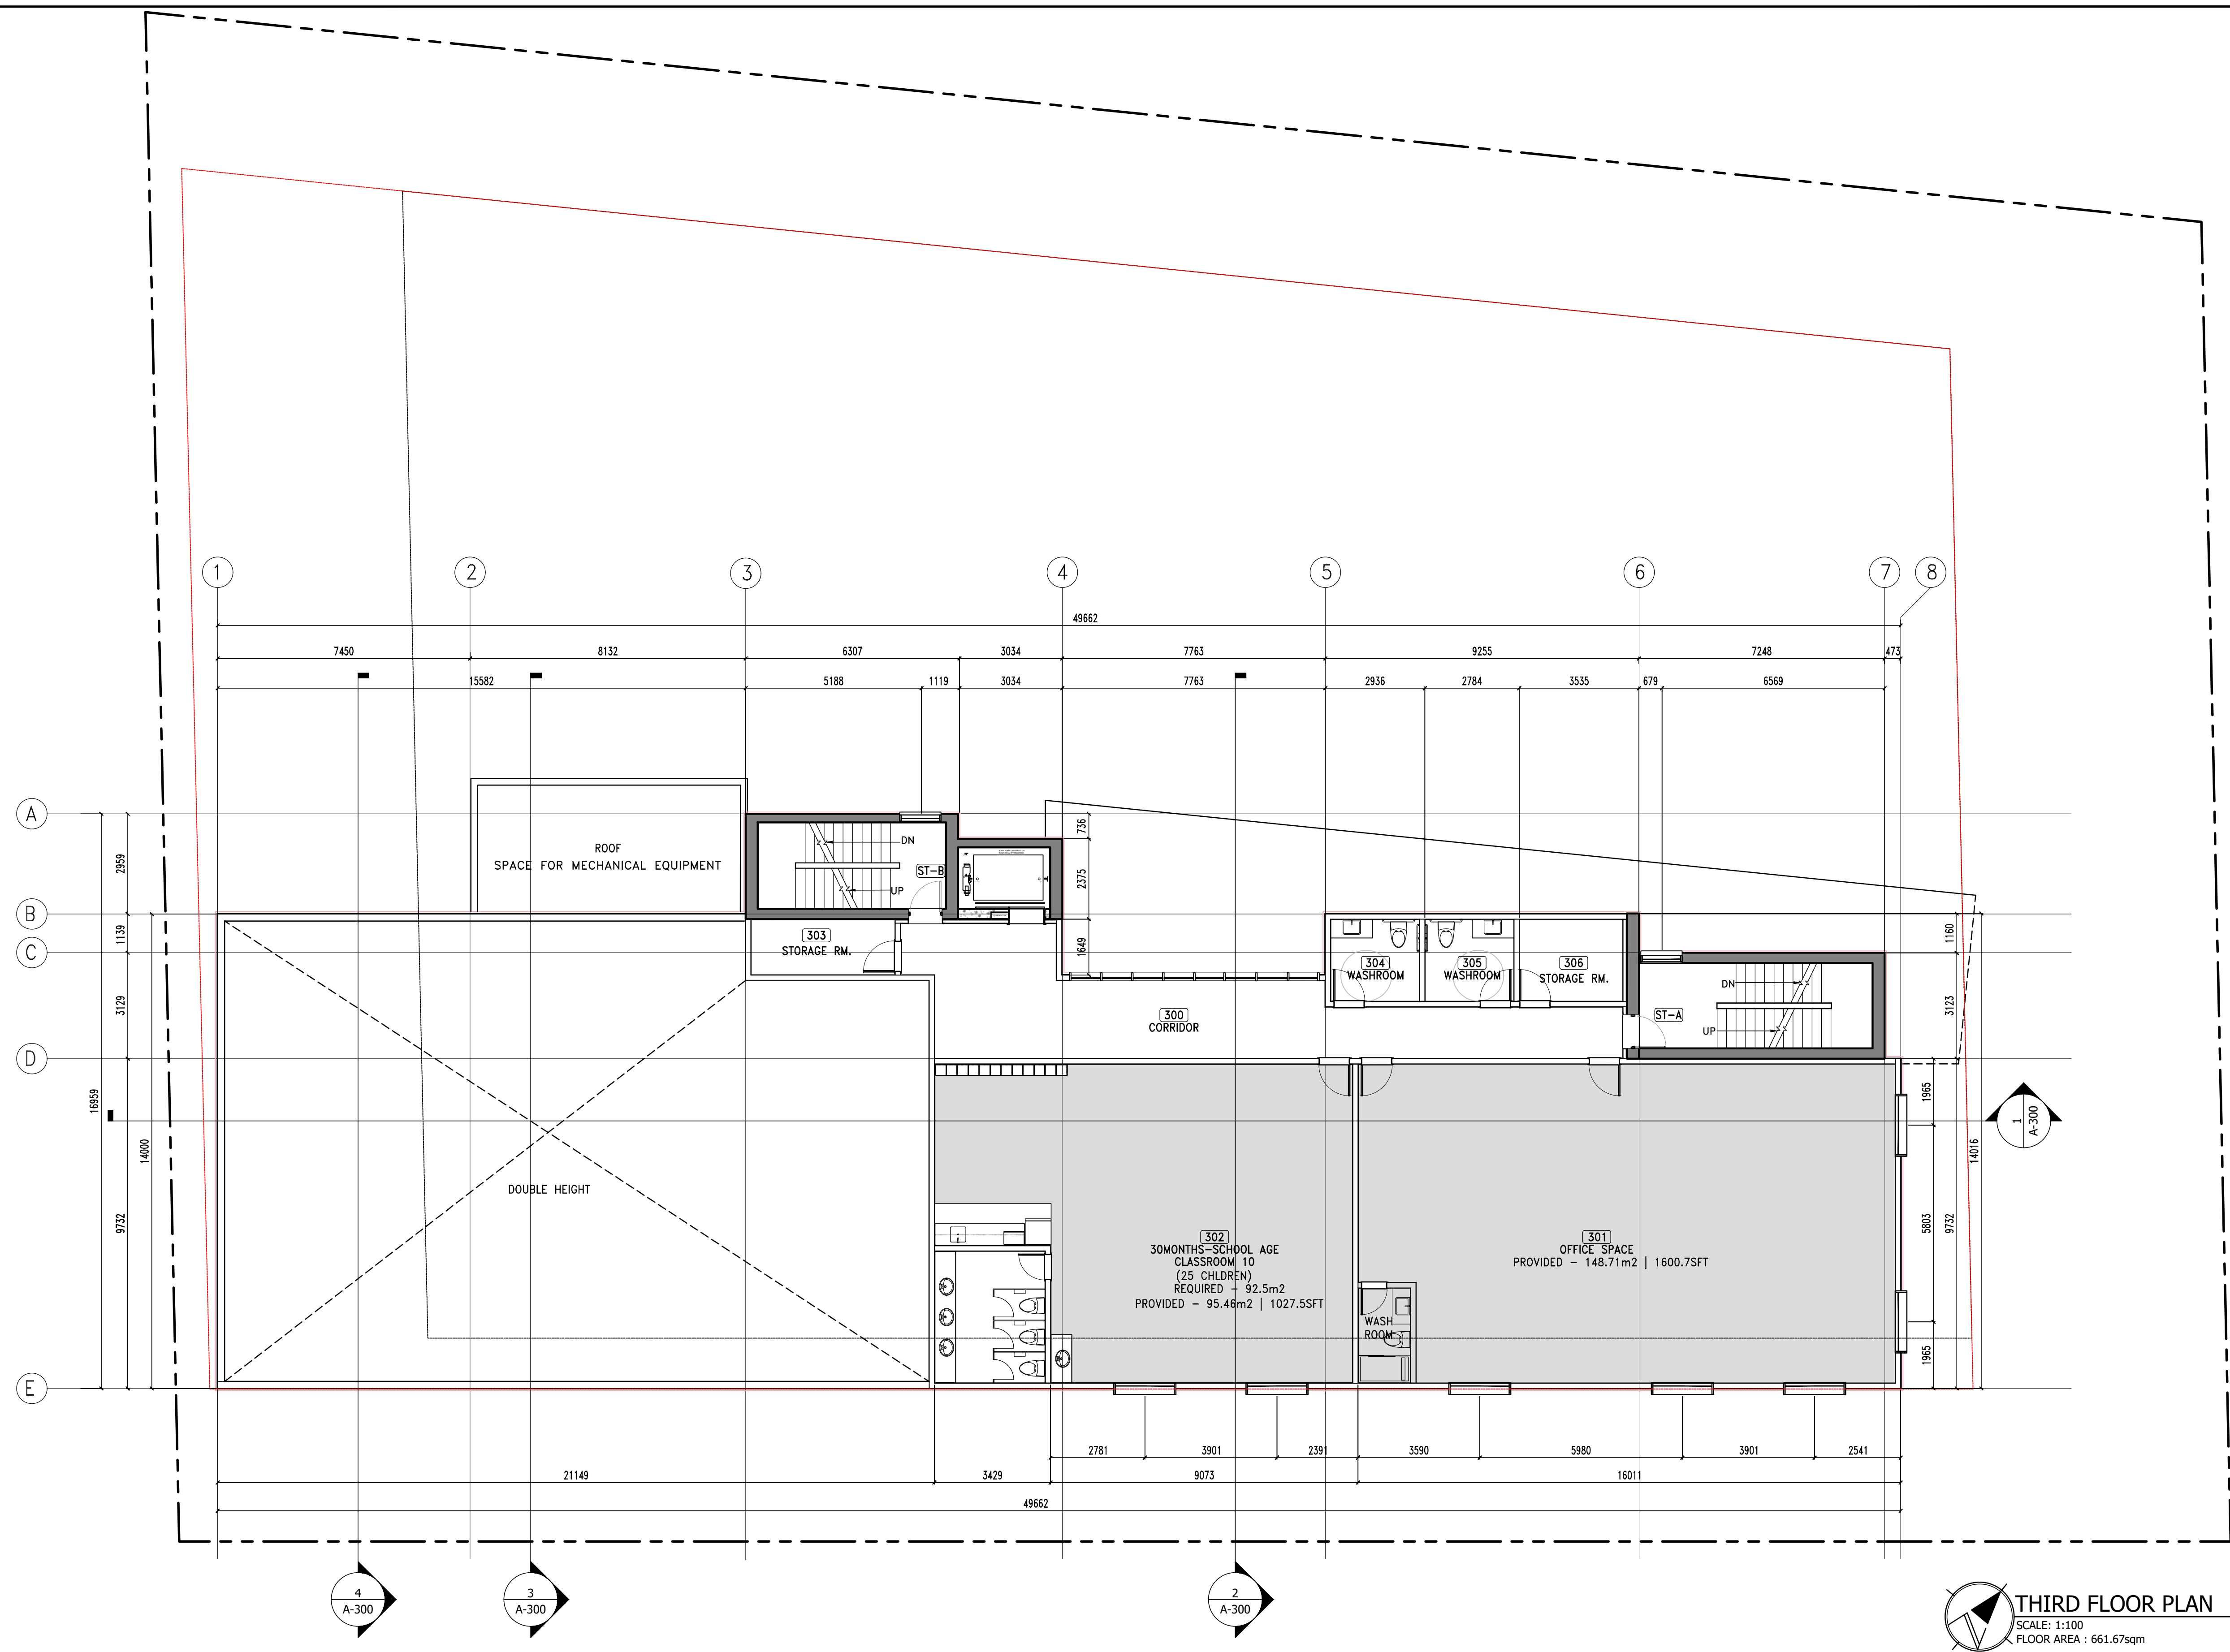 1
2
3
4
5
6
7
8
49662
7450
8132
6307
3034
7763
9255
7248
473
15582
5188
1119
3034
7763
2936
2784
3535
679
6569
A
B
C
D
E
2959
1139
3129
9732
16959
14000
736
2375
1649
1160
3123
9732
14016
1965
5803
1965
ROOF
SPACE FOR MECHANICAL EQUIPMENT
DN
UP
ST-B
303
STORAGE RM.
304
WASHROOM
305
WASHROOM
306
STORAGE RM.
DN
UP
ST-A
300
CORRIDOR
DOUBLE HEIGHT
302
30MONTHS-SCHOOL AGE
CLASSROOM 10
(25 CHLDREN)
REQUIRED - 92.5m2
PROVIDED - 95.46m2 | 1027.5SFT
301
OFFICE SPACE
PROVIDED - 148.71m2 | 1600.7SFT
WASH
ROOM
1
A-300
2781
3901
2391
3590
5980
3901
2541
21149
3429
9073
16011
49662
4
A-300
3
A-300
2
A-300
THIRD FLOOR PLAN
SCALE: 1:100
FLOOR AREA : 661.67sqm